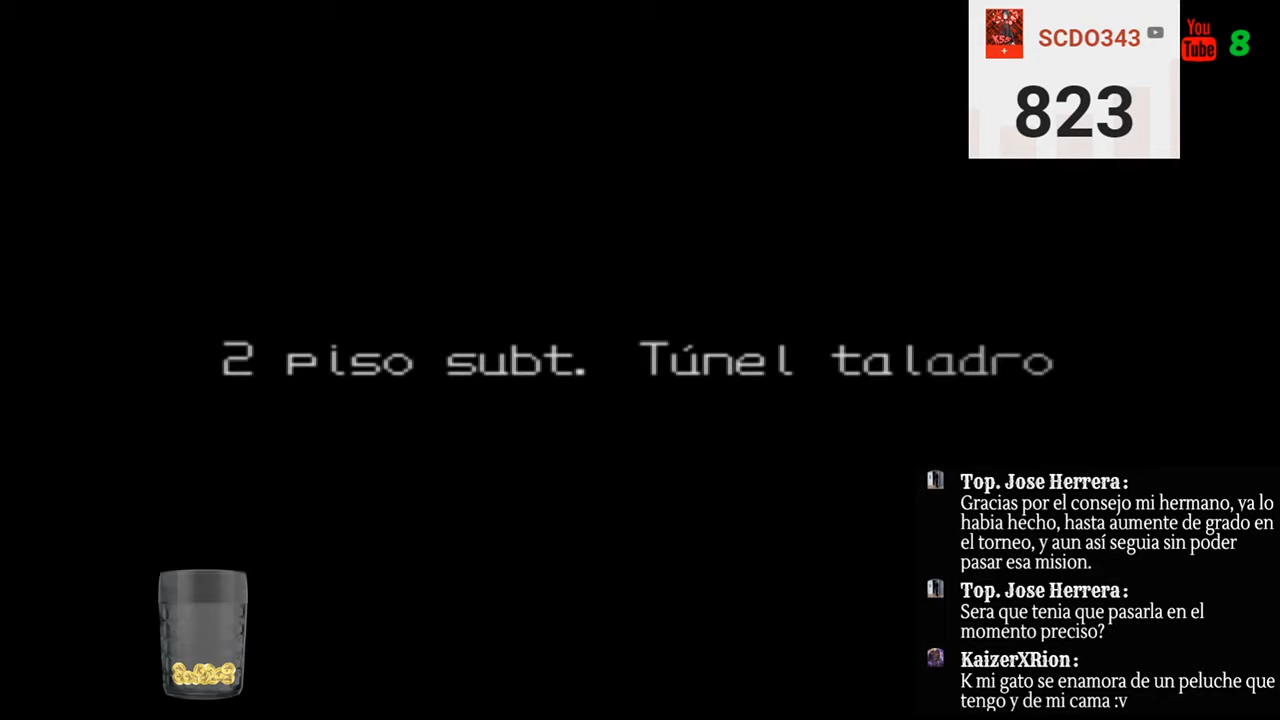 SCDO343
You
Tube
8
823
2 piso subt. Túnel taladro
Top. Jose Herrera:
Gracias por el consejo mi hermano, ya lo
habia hecho, hasta aumente de grado en
el torneo, y aun así seguia sin poder
pasar esa mision.
Top. Jose Herrera:
Sera que tenia que pasarla en el
momento preciso?
KaizerXRion:
K mi gato se enamora de un peluche que
tengo y de mi cama :v